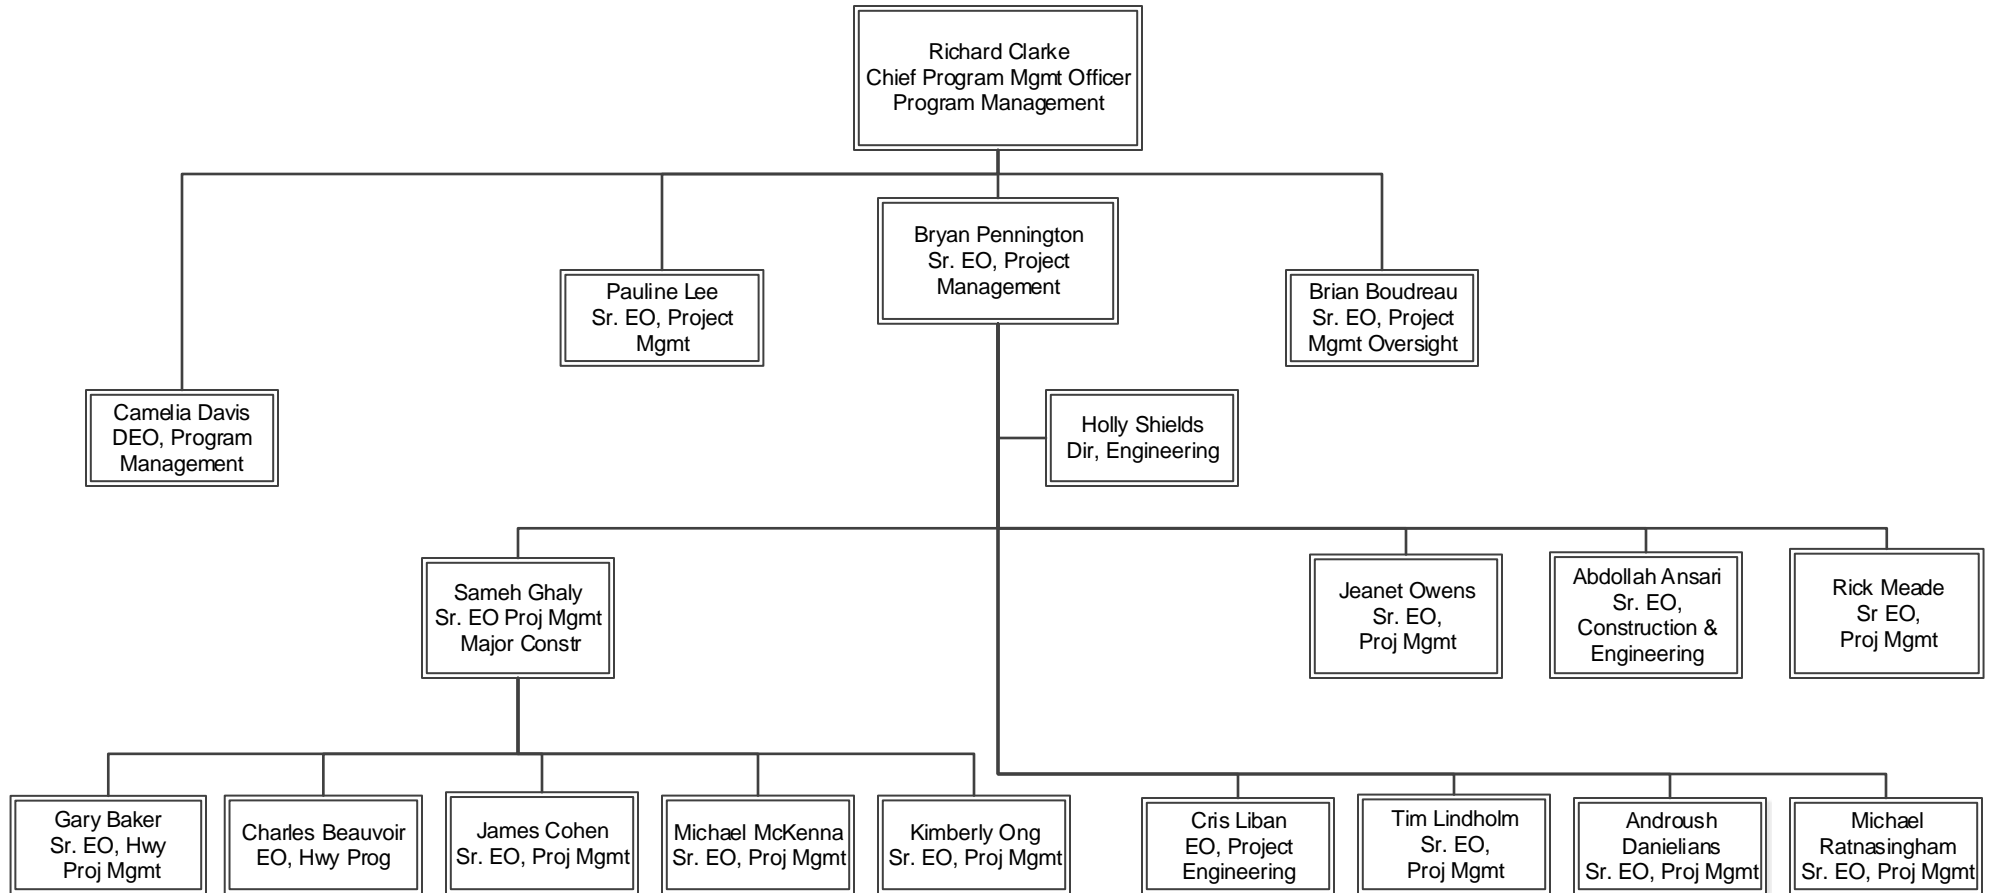 Richard Clarke
Chief Program Mgmt Officer
Program Management
Bryan Pennington
Sr. EO, Project
Management
Pauline Lee
Sr. EO, Project
Mgmt
Brian Boudreau
Sr. EO, Project
Mgmt Oversight
Camelia Davis
DEO, Program
Management
Holly Shields
Dir, Engineering
Sameh Ghaly
Sr. EO Proj Mgmt
Major Constr
Jeanet Owens
Sr. EO,
Proj Mgmt
Abdollah Ansari
Sr. EO,
Construction &
Engineering
Rick Meade
Sr EO,
Proj Mgmt
Gary Baker
Sr. EO, Hwy
Proj Mgmt
Charles Beauvoir
EO, Hwy Prog
James Cohen
Sr. EO, Proj Mgmt
Michael McKenna
Sr. EO, Proj Mgmt
Kimberly Ong
Sr. EO, Proj Mgmt
Cris Liban
EO, Project
Engineering
Tim Lindholm
Sr. EO,
Proj Mgmt
Androush
Danielians
Sr. EO, Proj Mgmt
Michael
Ratnasingham
Sr. EO, Proj Mgmt